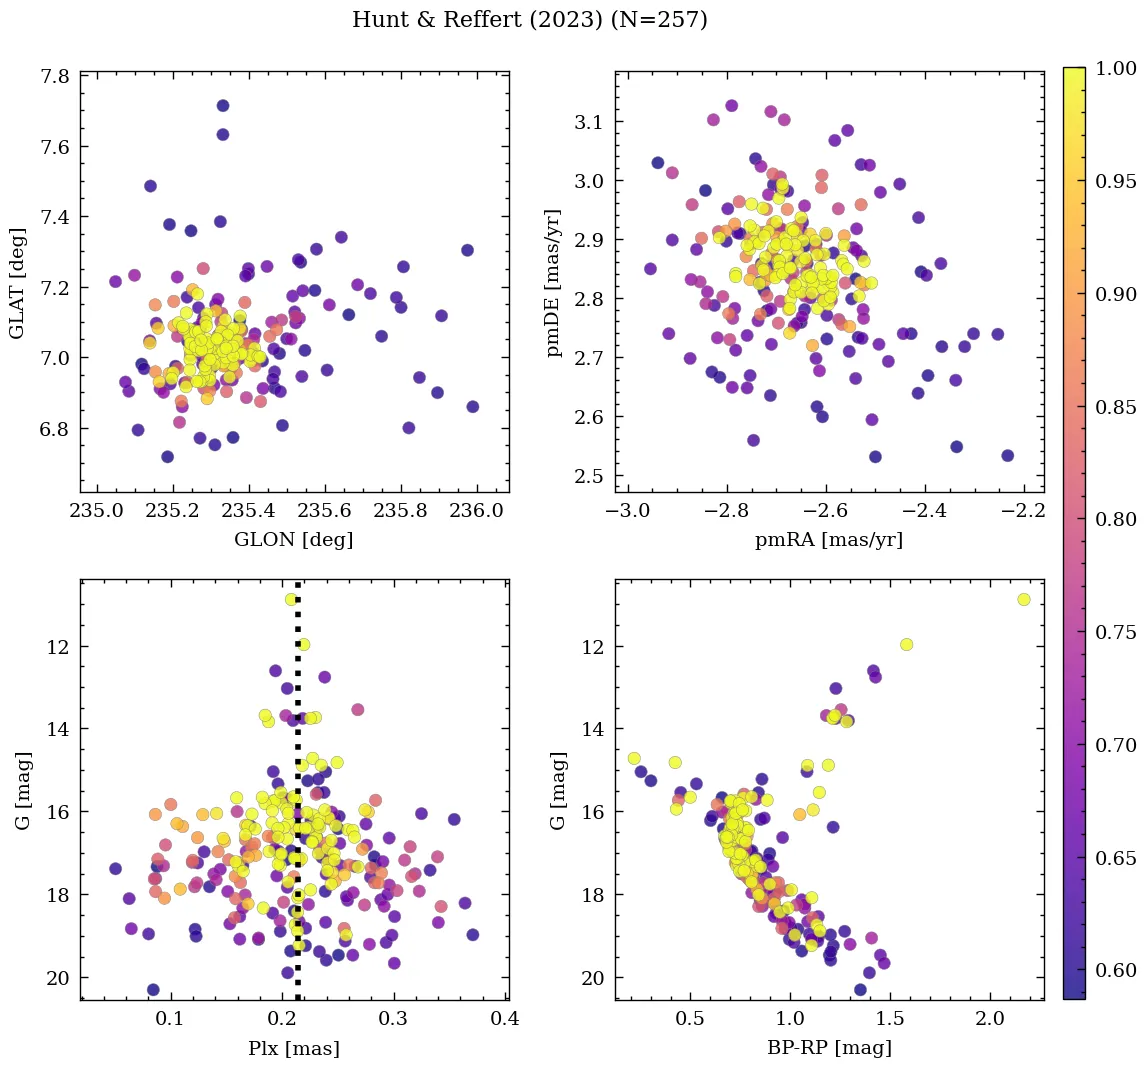 Hunt & Reffert (2023) (N=257)
7.8
7.6
7.4
7.2
7.0
6.8
GLAT [deg]
235.0 235.2 235.4 235.6 235.8 236.0
GLON [deg]
3.1
3.0
2.9
2.8
2.7
2.6
2.5
pmDE [mas/yr]
−3.0 −2.8 −2.6 −2.4 −2.2
pmRA [mas/yr]
12
14
16
18
20
G [mag]
0.1 0.2 0.3 0.4
Plx [mas]
12
14
16
18
20
G [mag]
0.5 1.0 1.5 2.0
BP-RP [mag]
1.00
0.95
0.90
0.85
0.80
0.75
0.70
0.65
0.60